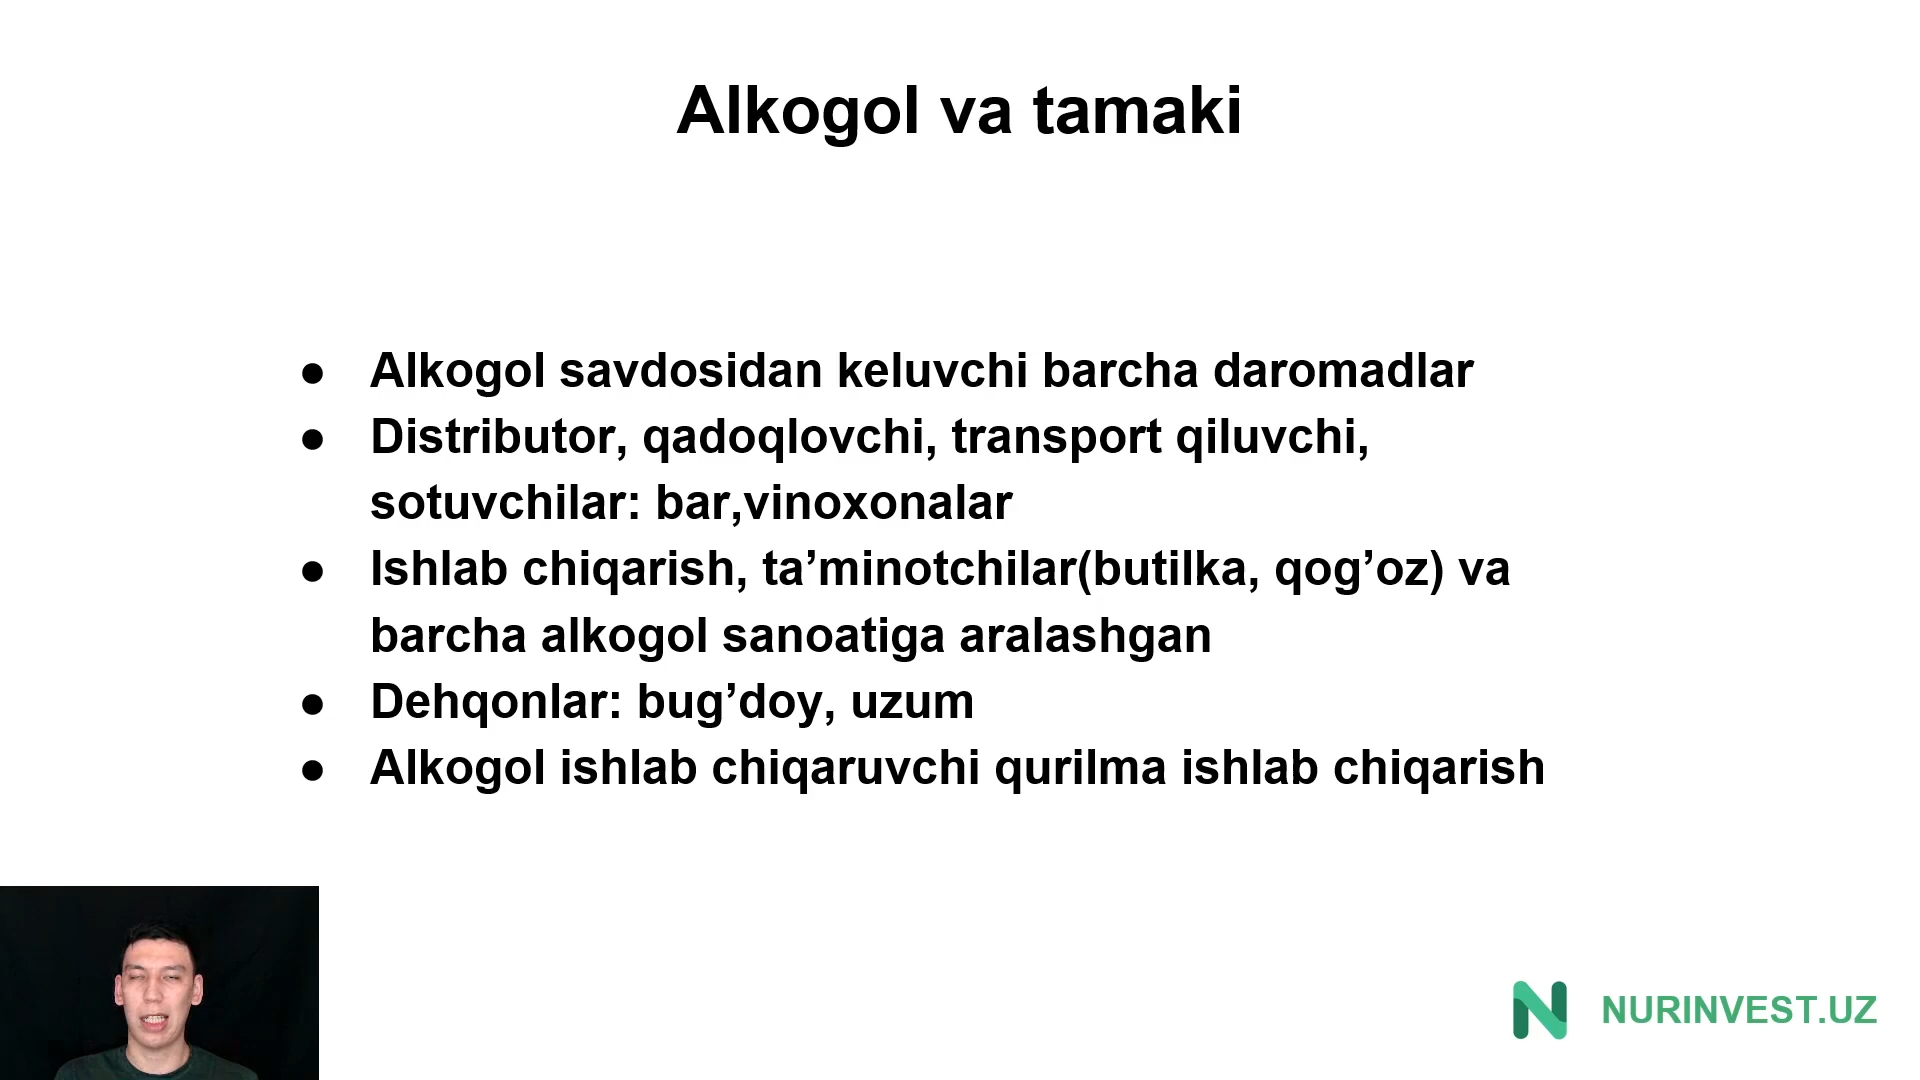 Alkogol va tamaki
● Alkogol savdosidan keluvchi barcha daromadlar
● Distributor, qadoqlovchi, transport qiluvchi,
sotuvchilar: bar,vinoxonalar
● Ishlab chiqarish, ta’minotchilar(butilka, qog’oz) va
barcha alkogol sanoatiga aralashgan
● Dehqonlar: bug’doy, uzum
● Alkogol ishlab chiqaruvchi qurilma ishlab chiqarish
NURINVEST.UZ